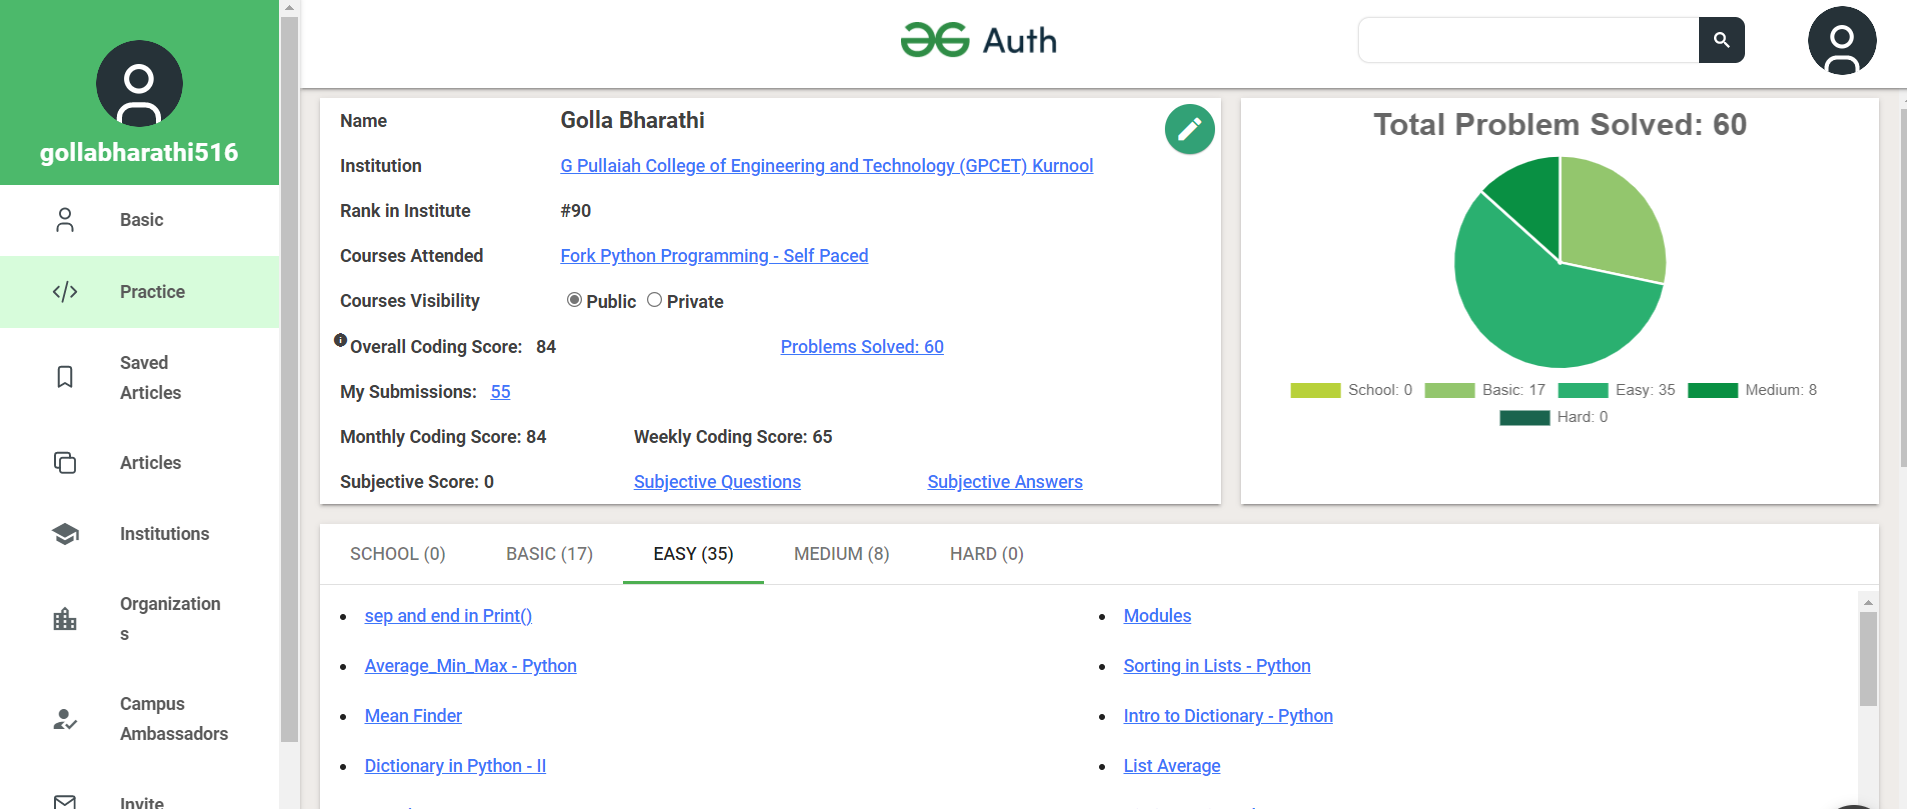 gollabharathi516
Basic
Practice
Saved
Articles
Articles
Institutions
Organization
s
Campus
Ambassadors
Invite
Auth
Name Golla Bharathi
Institution G Pullaiah College of Engineering and Technology (GPCET) Kurnool
Rank in Institute #90
Courses Attended Fork Python Programming - Self Paced
Courses Visibility Public Private
Overall Coding Score: 84 Problems Solved: 60
My Submissions: 55
Monthly Coding Score: 84 Weekly Coding Score: 65
Subjective Score: 0 Subjective Questions Subjective Answers
Total Problem Solved: 60
School: 0 Basic: 17 Easy: 35 Medium: 8
Hard: 0
SCHOOL (0) BASIC (17) EASY (35) MEDIUM (8) HARD (0)
sep and end in Print() Modules
Average_Min_Max - Python Sorting in Lists - Python
Mean Finder Intro to Dictionary - Python
Dictionary in Python - II List Average